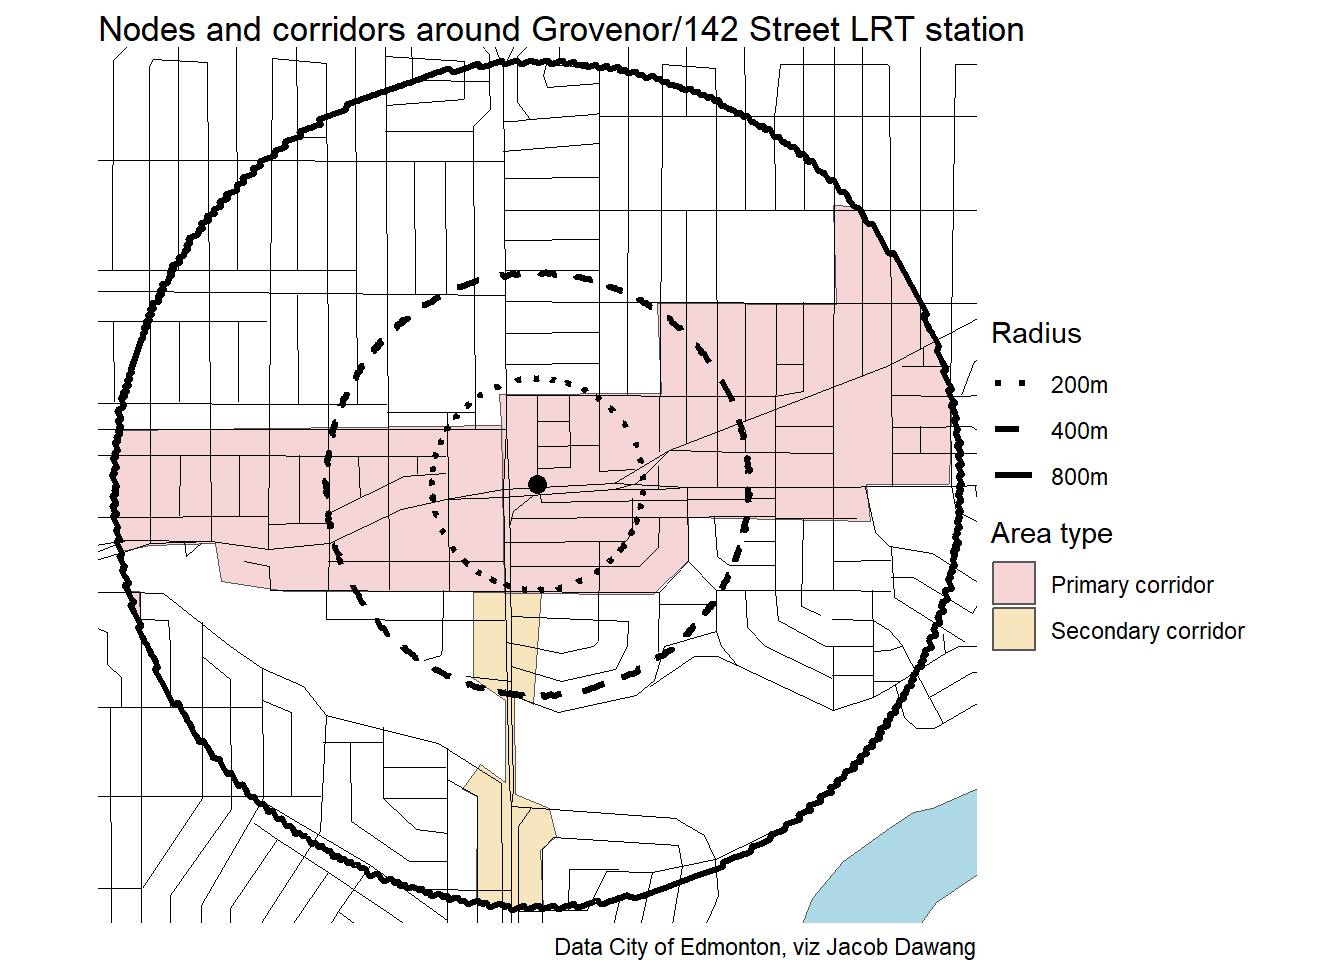 Nodes and corridors around Grovenor/142 Street LRT station
Radius
200m
400m
800m
Area type
Primary corridor
Secondary corridor
Data City of Edmonton, viz Jacob Dawang